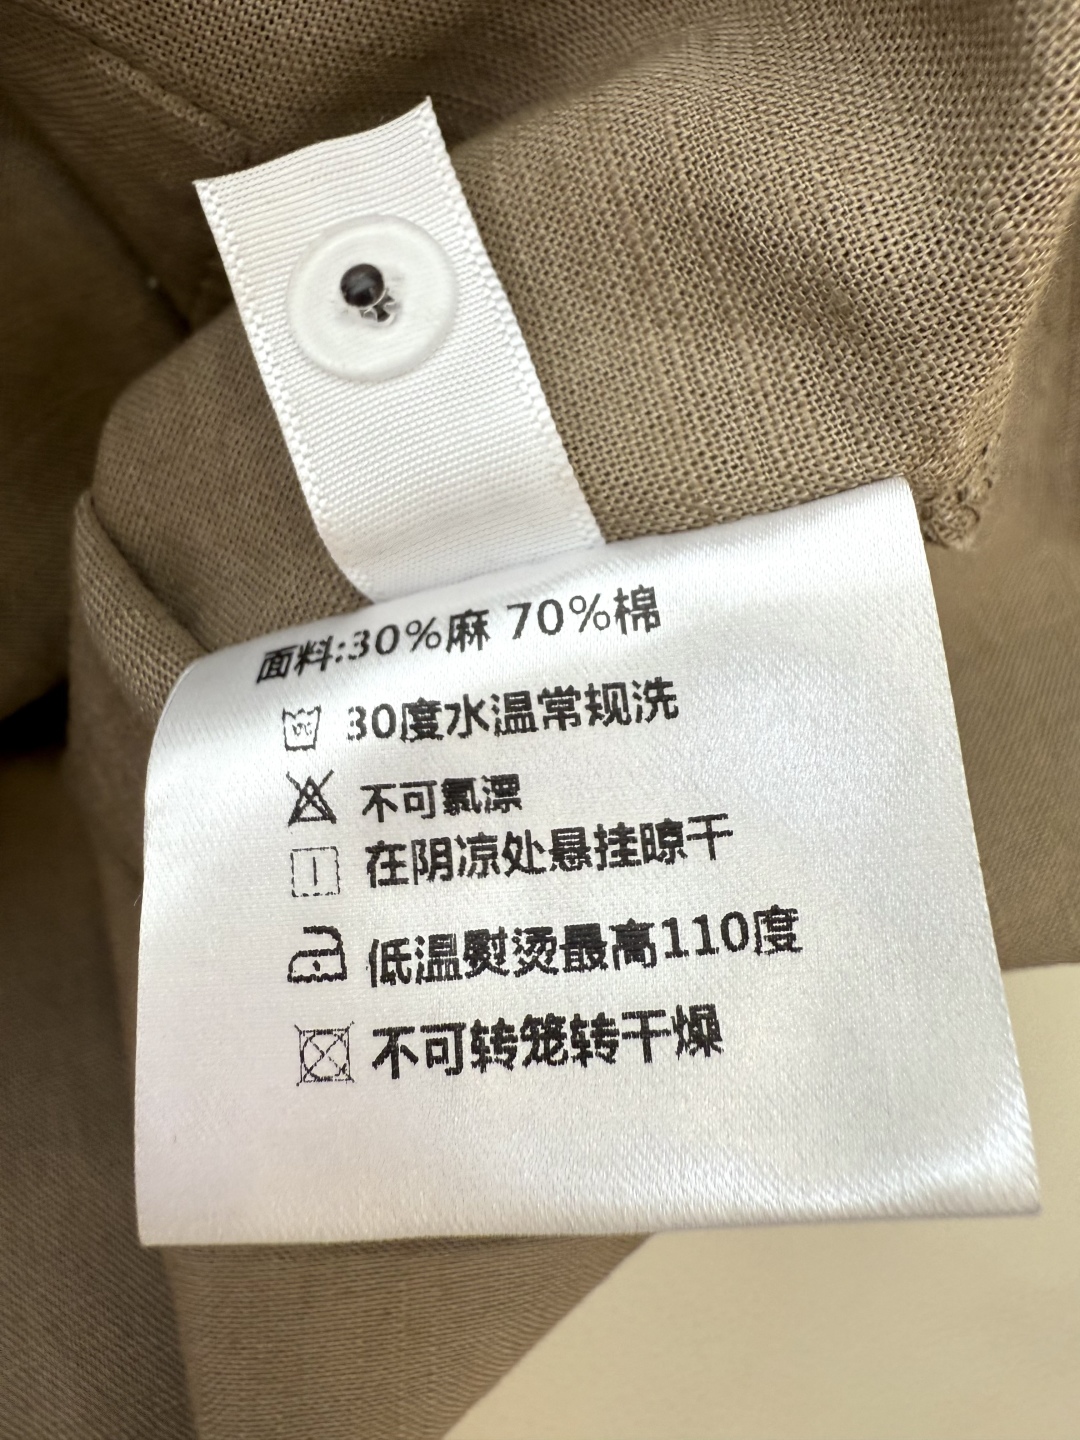 面料:30%麻 70%棉
30度水温常规洗
不可氯漂
在阴凉处悬挂晾干
低温熨烫最高110度
不可转笼转干燥